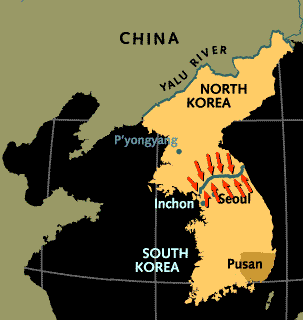 CHINA
YALU RIVER
NORTH
KOREA
P'yongyang
Inchon
Seoul
SOUTH
KOREA
Pusan